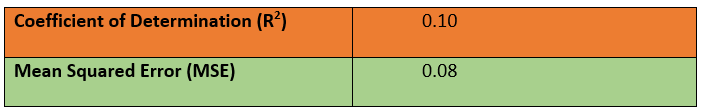 Coefficient of Determination (R²) 0.10
Mean Squared Error (MSE) 0.08